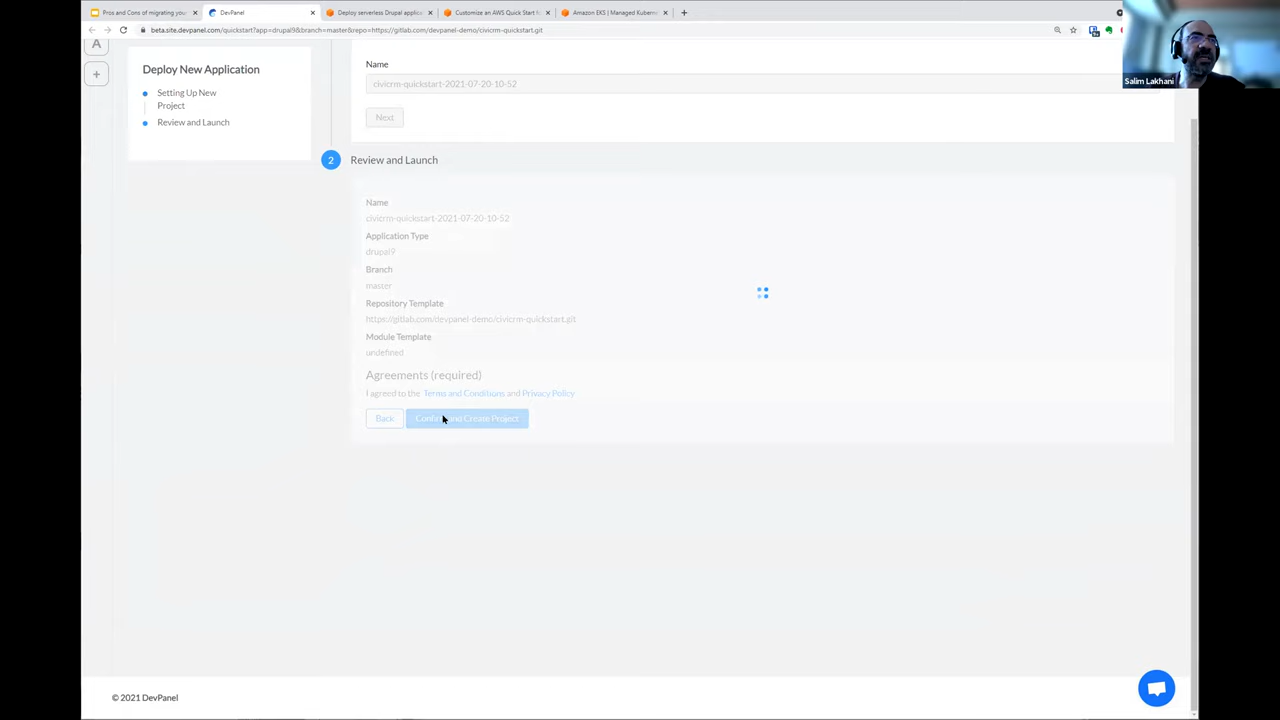 Pros and Cons of migrating your
DevPanel
Deploy serverless Drupal applic
Customize an AWS Quick Start R
Amazon EKS | Managed Kuberne
beta.site.devpanel.com/quickstart?app=drupal9&branch=master&repo=https://gitlab.com/devpanel-demo/civicrm-quickstart.git
Salim Lakhani
A
Deploy New Application
Setting Up New
Project
Review and Launch
Name
civicrm-quickstart-2021-07-20-10-52
Next
2 Review and Launch
Name
civicrm-quickstart-2021-07-20-10-52
Application Type
drupal9
Branch
master
Repository Template
https://gitlab.com/devpanel-demo/civicrm-quickstart.git
Module Template
undefined
Agreements (required)
I agreed to the Terms and Conditions and Privacy Policy
Back
Confirm and Create Project
© 2021 DevPanel